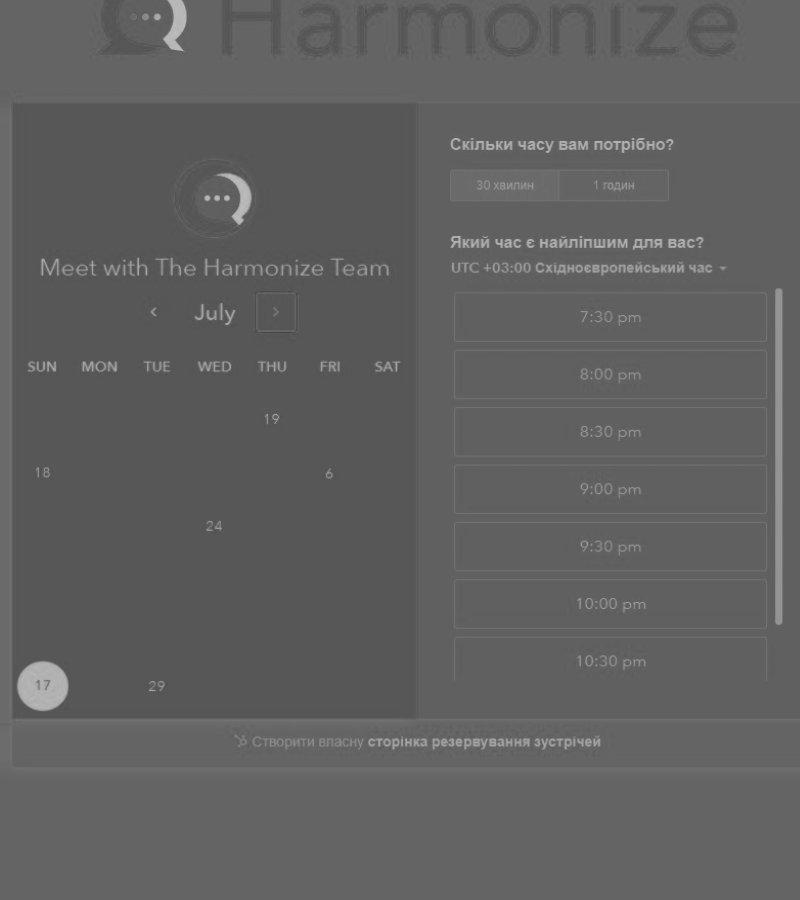 Harmonize
Meet with The Harmonize Team
July
SUN MON TUE WED THU FRI SAT
19
18 6
24
17 29
Скільки часу вам потрібно?
30 хвилин 1 годин
Який час є найліпшим для вас?
UTC +03:00 Східноєвропейський час
7:30 pm
8:00 pm
8:30 pm
9:00 pm
9:30 pm
10:00 pm
10:30 pm
Створити власну сторінка резервування зустрічей